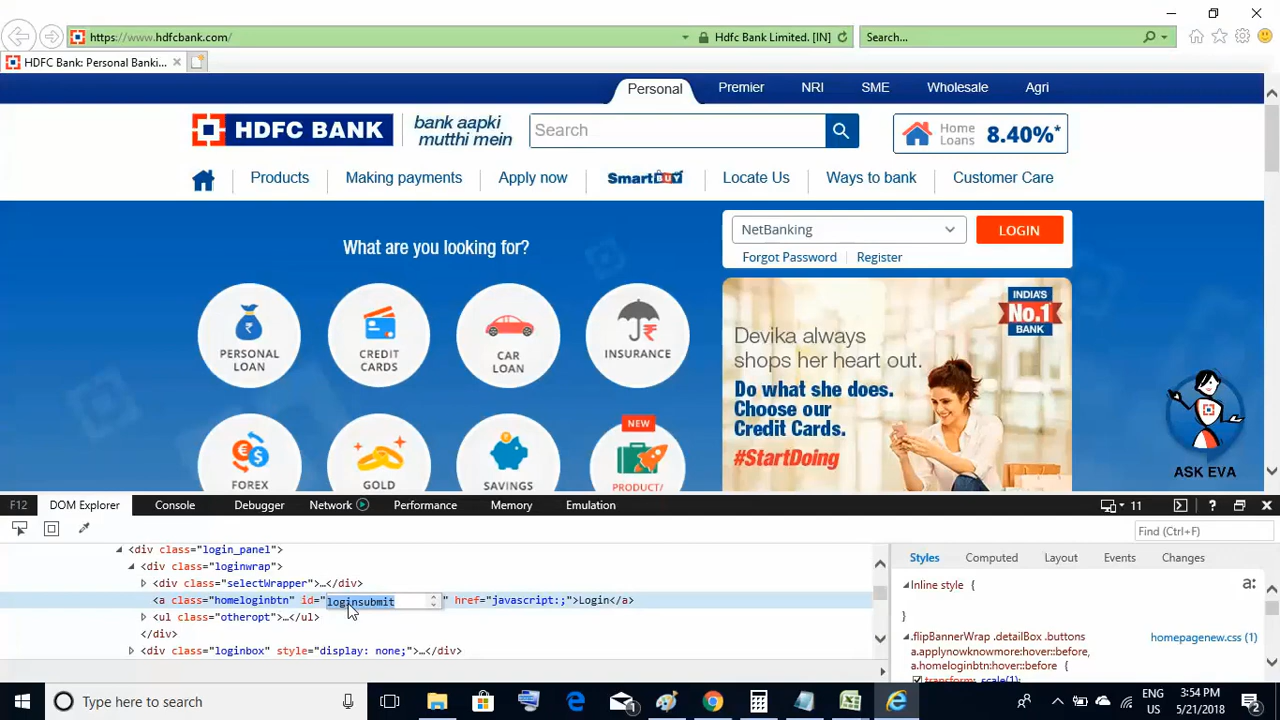 https://www.hdfcbank.com/
Hdfc Bank Limited. [IN]
Search...
HDFC Bank: Personal Banki...
Personal
Premier
NRI
SME
Wholesale
Agri
HDFC BANK
bank aapki
mutthi mein
Search
Home
Loans
8.40%*
Products
Making payments
Apply now
SmartBUY
Locate Us
Ways to bank
Customer Care
What are you looking for?
NetBanking
LOGIN
Forgot Password
Register
PERSONAL
LOAN
CREDIT
CARDS
CAR
LOAN
INSURANCE
FOREX
GOLD
SAVINGS
NEW
PRODUCT/
INDIA'S
No.1
BANK
Devika always
shops her heart out.
Do what she does.
Choose our
Credit Cards.
#StartDoing
ASK EVA
F12
DOM Explorer
Console
Debugger
Network
Performance
Memory
Emulation
11
?
Find (Ctrl+F)
<div class="login_panel">
<div class="loginwrap">
<div class="selectWrapper">…</div>
<a class="homeloginbtn" id="loginsubmit" href="javascript:;">Login</a>
<ul class="otheropt">…</ul>
</div>
<div class="loginbox" style="display: none;">…</div>
Styles
Computed
Layout
Events
Changes
Inline style {
a:
}
.flipBannerWrap .detailBox .buttons
homepagenew.css (1)
a.applynowknowmore:hover::before,
a.homeloginbtn:hover::before {
transform: scale(1);
Type here to search
1
ENG
US
3:54 PM
5/21/2018
2